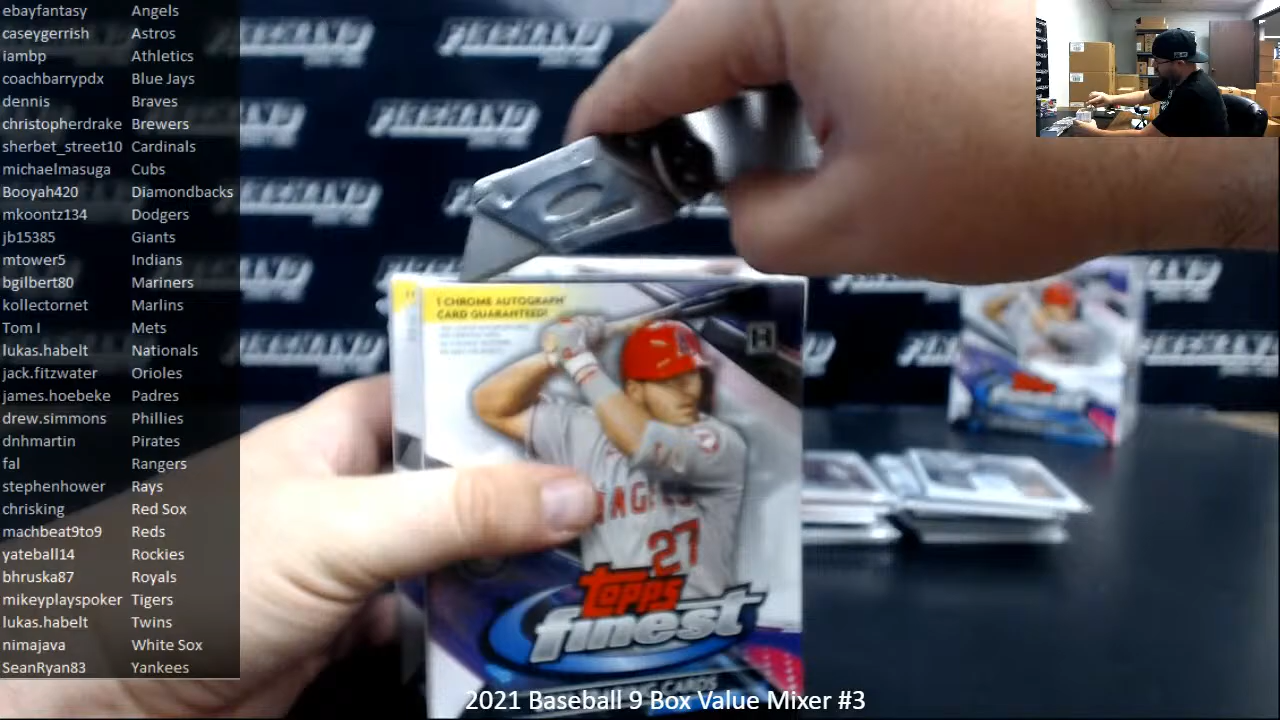 ebayfantasy Angels
caseygerrish Astros
iambp Athletics
coachbarrypdx Blue Jays
dennis Braves
christopherdrake Brewers
sherbet_street10 Cardinals
michaelmasuga Cubs
Booyah420 Diamondbacks
mkoontz134 Dodgers
jb15385 Giants
mtower5 Indians
bgilbert80 Mariners
kollectornet Marlins
Tom I Mets
lukas.habelt Nationals
jack.fitzwater Orioles
james.hoebeke Padres
drew.simmons Phillies
dnhmartin Pirates
fal Rangers
stephenhower Rays
chrisking Red Sox
machbeat9to9 Reds
yateball14 Rockies
bhruska87 Royals
mikeyplayspoker Tigers
lukas.habelt Twins
nimajava White Sox
SeanRyan83 Yankees
1 CHROME AUTOGRAPH
CARD GUARANTEED!
H
27
TOPPS
finest
CARDS
TOPPS
finest
2021 Baseball 9 Box Value Mixer #3